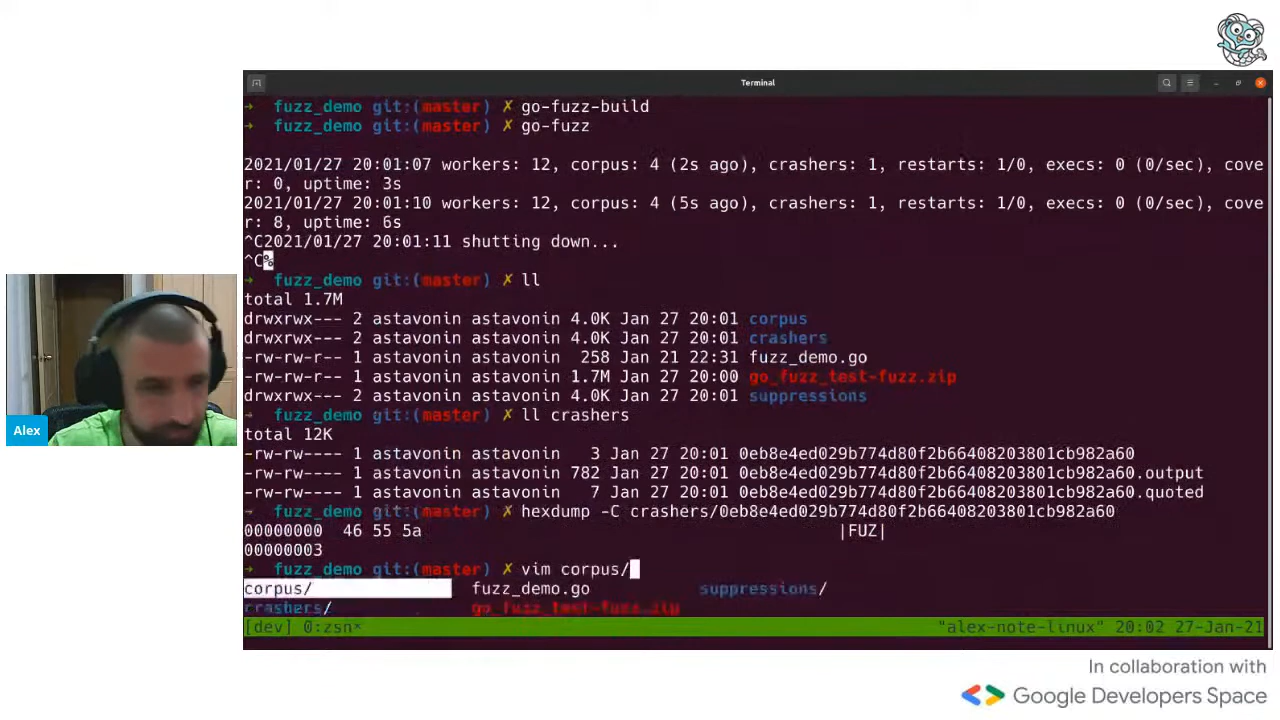 Terminal
→ fuzz_demo git:(master) ✗ go-fuzz-build
→ fuzz_demo git:(master) ✗ go-fuzz
2021/01/27 20:01:07 workers: 12, corpus: 4 (2s ago), crashers: 1, restarts: 1/0, execs: 0 (0/sec), cove
r: 0, uptime: 3s
2021/01/27 20:01:10 workers: 12, corpus: 4 (5s ago), crashers: 1, restarts: 1/0, execs: 0 (0/sec), cove
r: 8, uptime: 6s
^C2021/01/27 20:01:11 shutting down...
^C%
→ fuzz_demo git:(master) ✗ ll
total 1.7M
drwxrwx--- 2 astavonin astavonin 4.0K Jan 27 20:01 corpus
drwxrwx--- 2 astavonin astavonin 4.0K Jan 27 20:01 crashers
-rw-rw-r-- 1 astavonin astavonin 258 Jan 21 22:31 fuzz_demo.go
-rw-rw-r-- 1 astavonin astavonin 1.7M Jan 27 20:00 go_fuzz_test-fuzz.zip
drwxrwx--- 2 astavonin astavonin 4.0K Jan 27 20:01 suppressions
→ fuzz_demo git:(master) ✗ ll crashers
total 12K
-rw-rw---- 1 astavonin astavonin 3 Jan 27 20:01 0eb8e4ed029b774d80f2b66408203801cb982a60
-rw-rw---- 1 astavonin astavonin 782 Jan 27 20:01 0eb8e4ed029b774d80f2b66408203801cb982a60.output
-rw-rw---- 1 astavonin astavonin 7 Jan 27 20:01 0eb8e4ed029b774d80f2b66408203801cb982a60.quoted
→ fuzz_demo git:(master) ✗ hexdump -C crashers/0eb8e4ed029b774d80f2b66408203801cb982a60
00000000 46 55 5a |FUZ|
00000003
→ fuzz_demo git:(master) ✗ vim corpus/
corpus/ fuzz_demo.go suppressions/
crashers/ go_fuzz_test-fuzz.zip
[dev] 0:zsh* "alex-note-linux" 20:02 27-Jan-21
Alex
In collaboration with
Google Developers Space